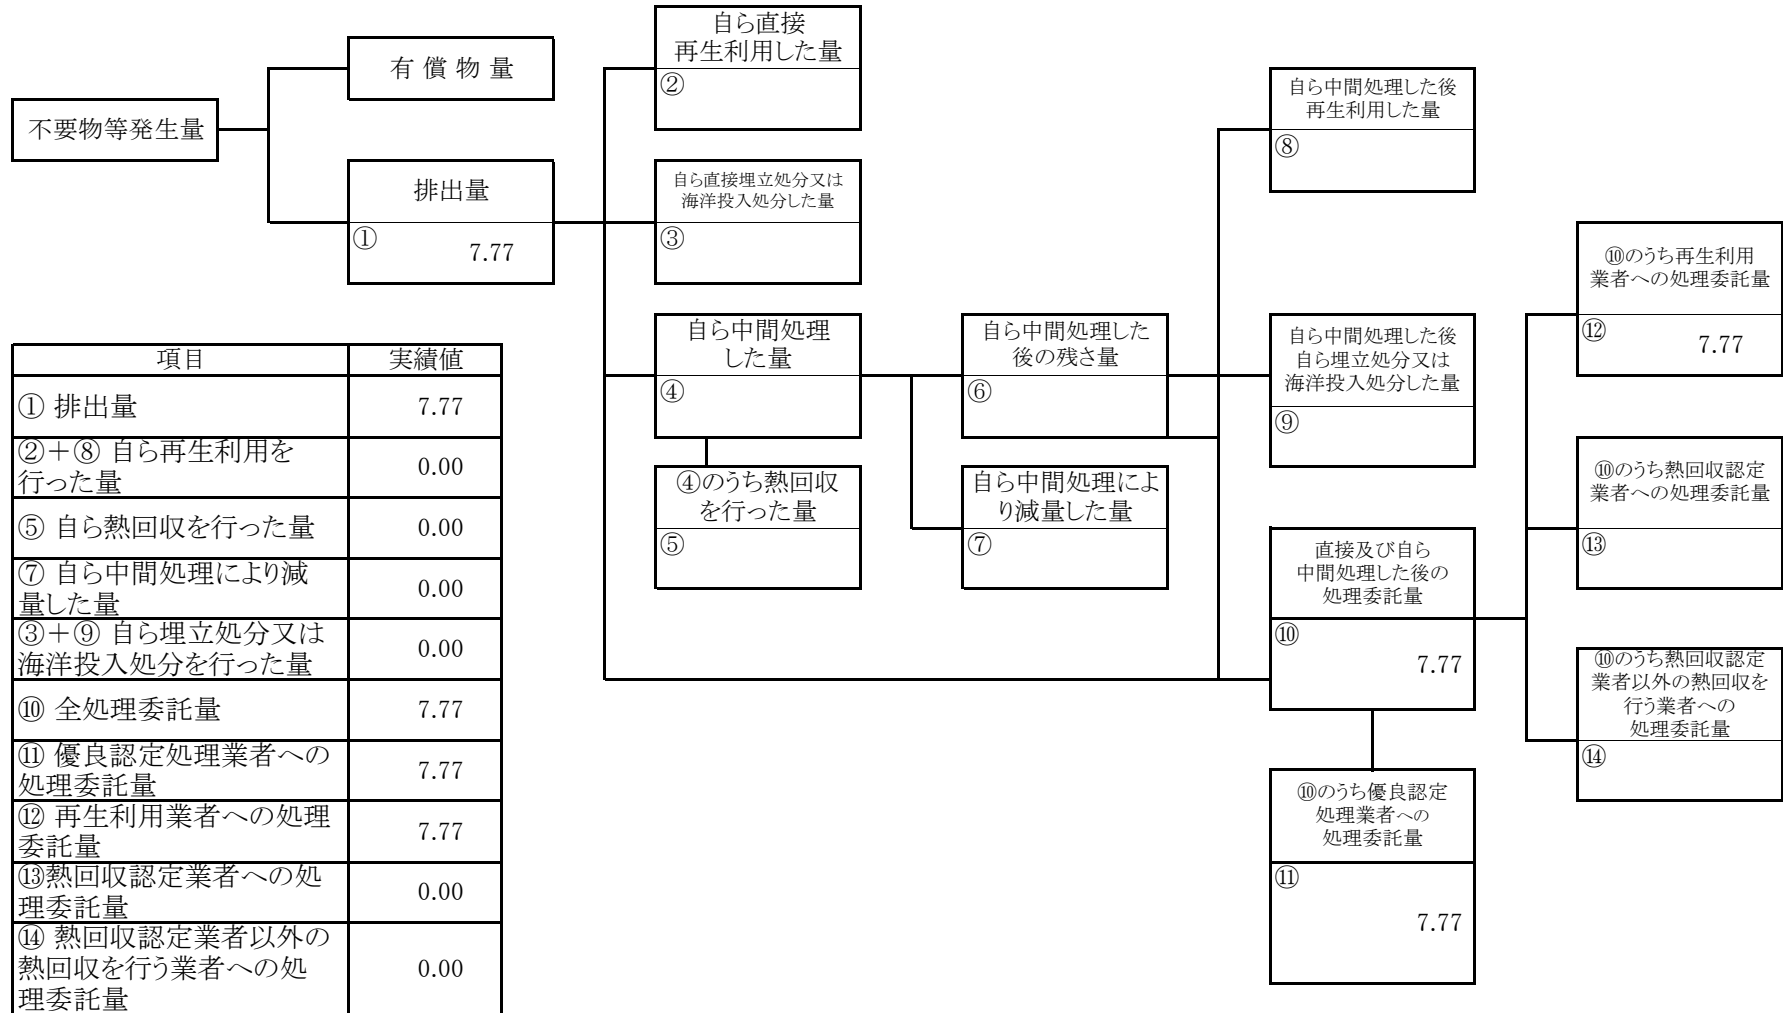 自ら直接
再生利用した量
②
有 償 物 量
不要物等発生量
排出量
①
7.77
自ら直接埋立処分又は
海洋投入処分した量
③
自ら中間処理
した量
④
④のうち熱回収
を行った量
⑤
自ら中間処理した
後の残さ量
⑥
自ら中間処理によ
り減量した量
⑦
自ら中間処理した後
再生利用した量
⑧
自ら中間処理した後
自ら埋立処分又は
海洋投入処分した量
⑨
直接及び自ら
中間処理した後の
処理委託量
⑩
7.77
⑩のうち優良認定
処理業者への
処理委託量
⑪
7.77
⑩のうち再生利用
業者への処理委託量
⑫
7.77
⑩のうち熱回収認定
業者への処理委託量
⑬
⑩のうち熱回収認定
業者以外の熱回収を
行う業者への
処理委託量
⑭
項目 実績値
① 排出量 7.77
②＋⑧ 自ら再生利用を
行った量 0.00
⑤ 自ら熱回収を行った量 0.00
⑦ 自ら中間処理により減
量した量 0.00
③＋⑨ 自ら埋立処分又は
海洋投入処分を行った量 0.00
⑩ 全処理委託量 7.77
⑪ 優良認定処理業者への
処理委託量 7.77
⑫ 再生利用業者への処理
委託量 7.77
⑬熱回収認定業者への処
理委託量 0.00
⑭ 熱回収認定業者以外の
熱回収を行う業者への処
理委託量 0.00